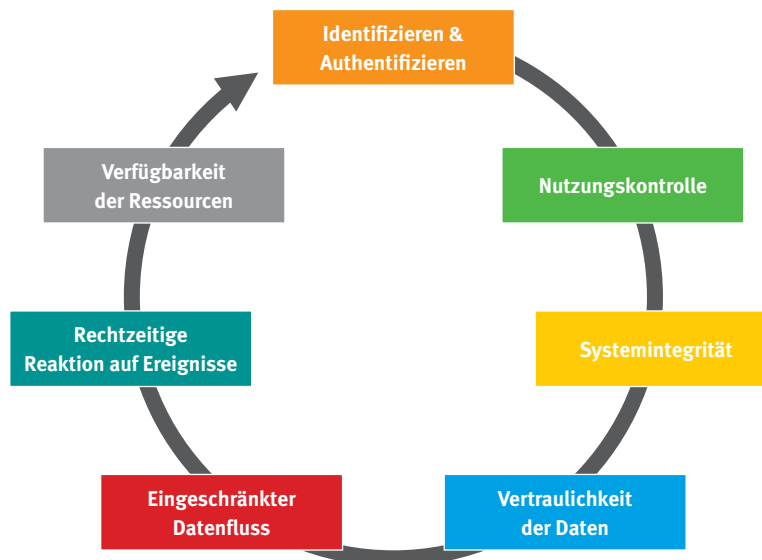 Identifizieren &
Authentifizieren
Nutzungskontrolle
Systemintegrität
Vertraulichkeit
der Daten
Eingeschränkter
Datenfluss
Rechtzeitige
Reaktion auf Ereignisse
Verfügbarkeit
der Ressourcen